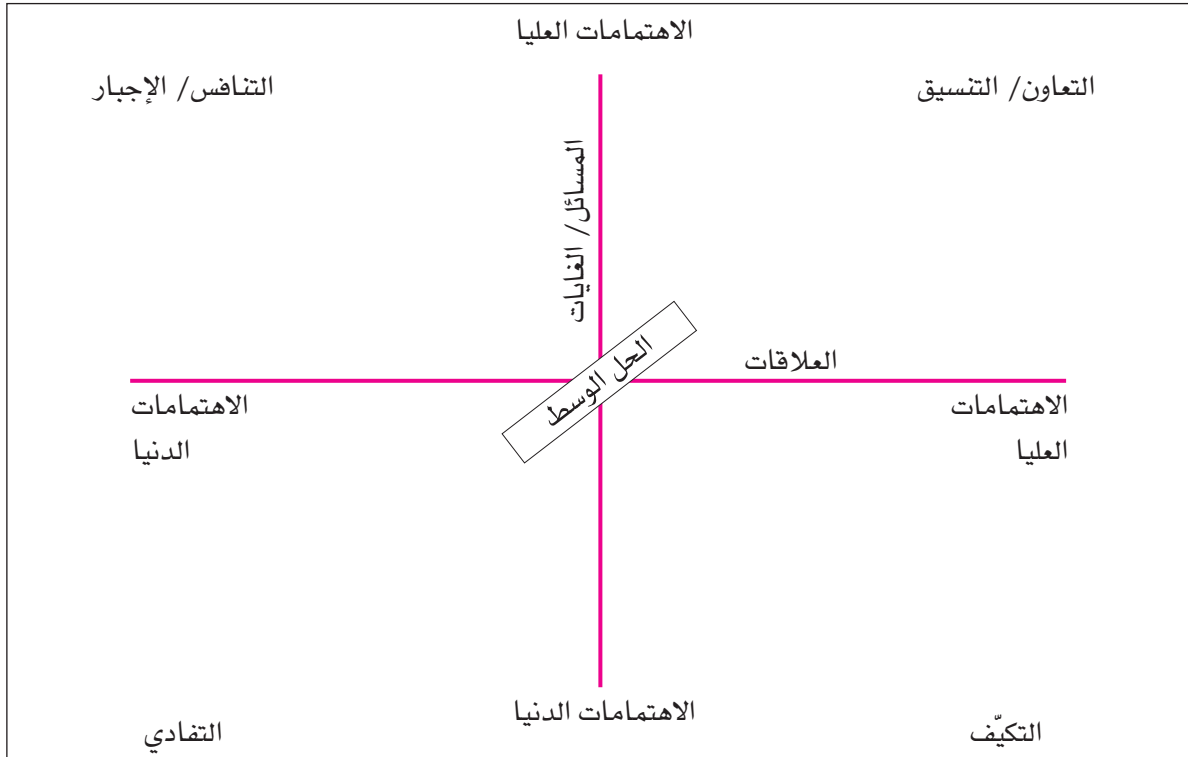 الاهتمامات العليا
التعاون/ التنسيق
التنافس/ الإجبار
المسائل/ الغايات
العلاقات
الحل الوسط
الاهتمامات
العليا
الاهتمامات
الدنيا
الاهتمامات الدنيا
التكيّف
التفادي